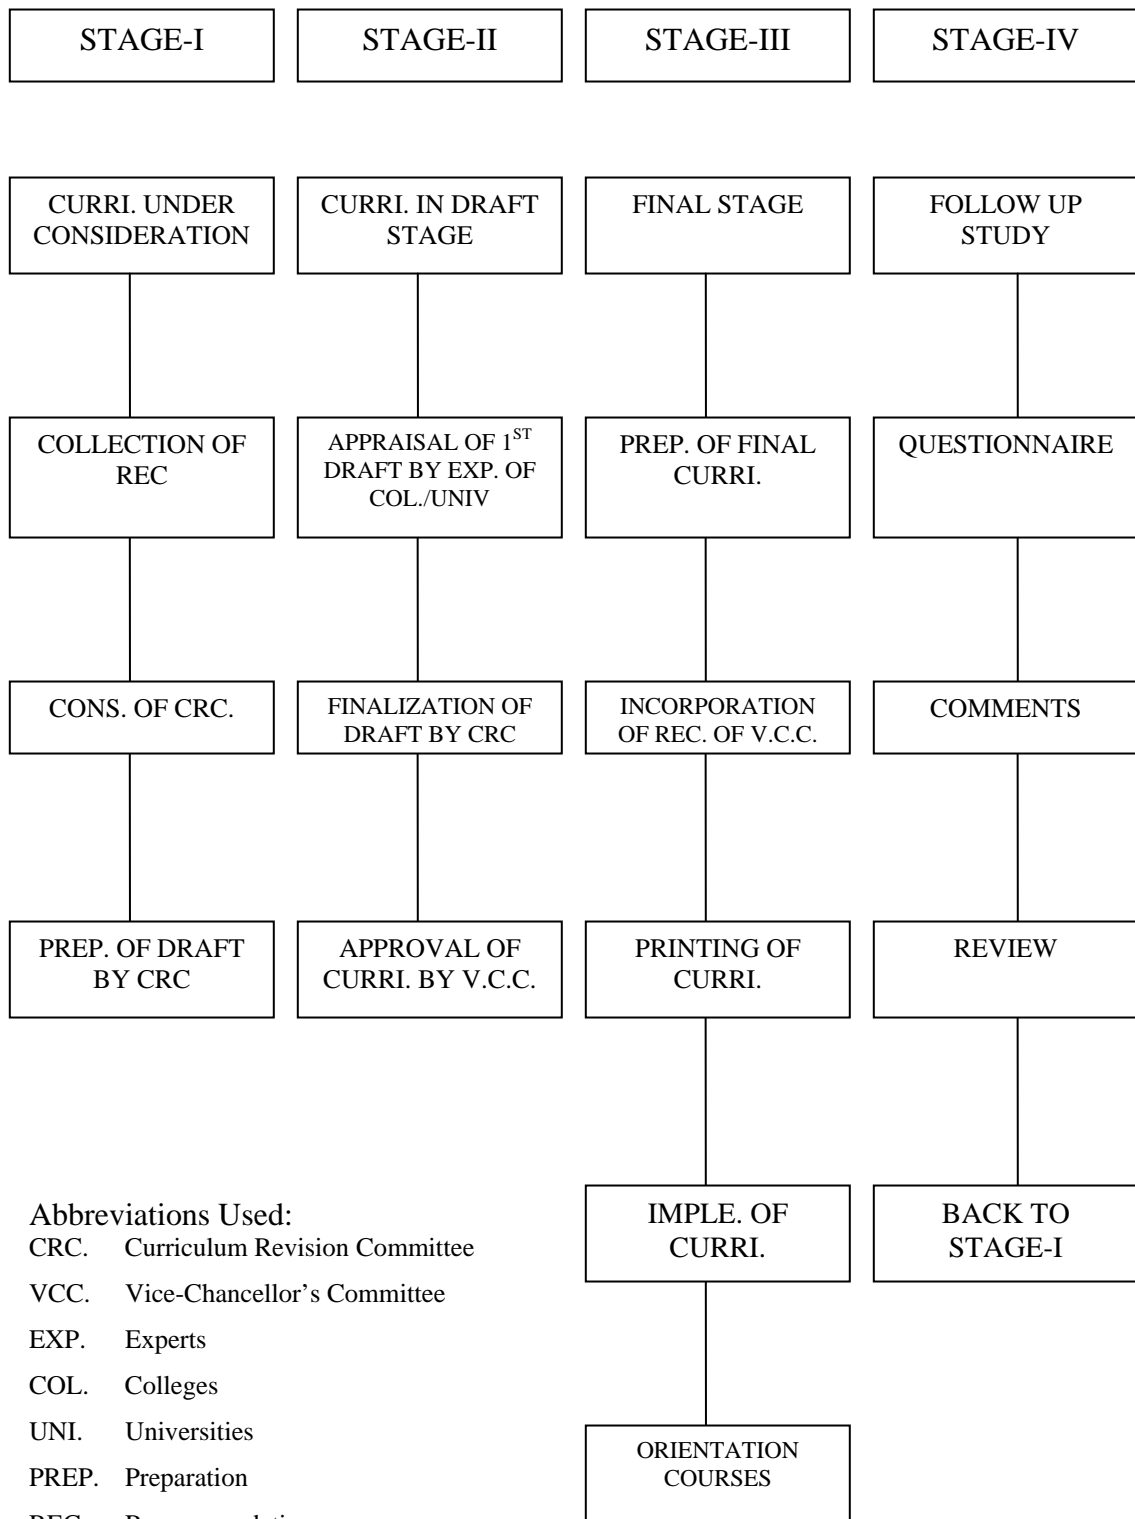 STAGE-I
STAGE-II
STAGE-III
STAGE-IV
CURRI. UNDER
CONSIDERATION
COLLECTION OF
REC
CONS. OF CRC.
PREP. OF DRAFT
BY CRC
CURRI. IN DRAFT
STAGE
APPRAISAL OF 1ST
DRAFT BY EXP. OF
COL./UNIV
FINALIZATION OF
DRAFT BY CRC
APPROVAL OF
CURRI. BY V.C.C.
FINAL STAGE
PREP. OF FINAL
CURRI.
INCORPORATION
OF REC. OF V.C.C.
PRINTING OF
CURRI.
IMPLE. OF
CURRI.
ORIENTATION
COURSES
FOLLOW UP
STUDY
QUESTIONNAIRE
COMMENTS
REVIEW
BACK TO
STAGE-I
Abbreviations Used:
CRC. Curriculum Revision Committee
VCC. Vice-Chancellor’s Committee
EXP. Experts
COL. Colleges
UNI. Universities
PREP. Preparation